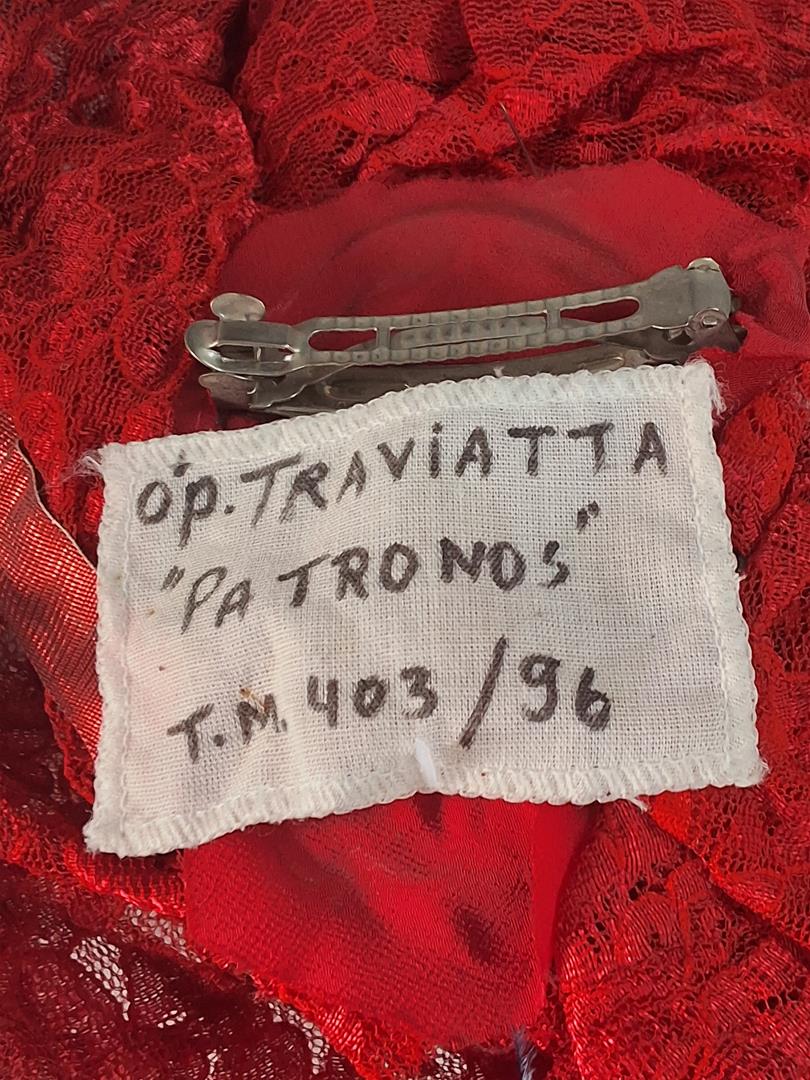 Óp. TRAViATTA
"PATRONOS"
T.M. 403/96